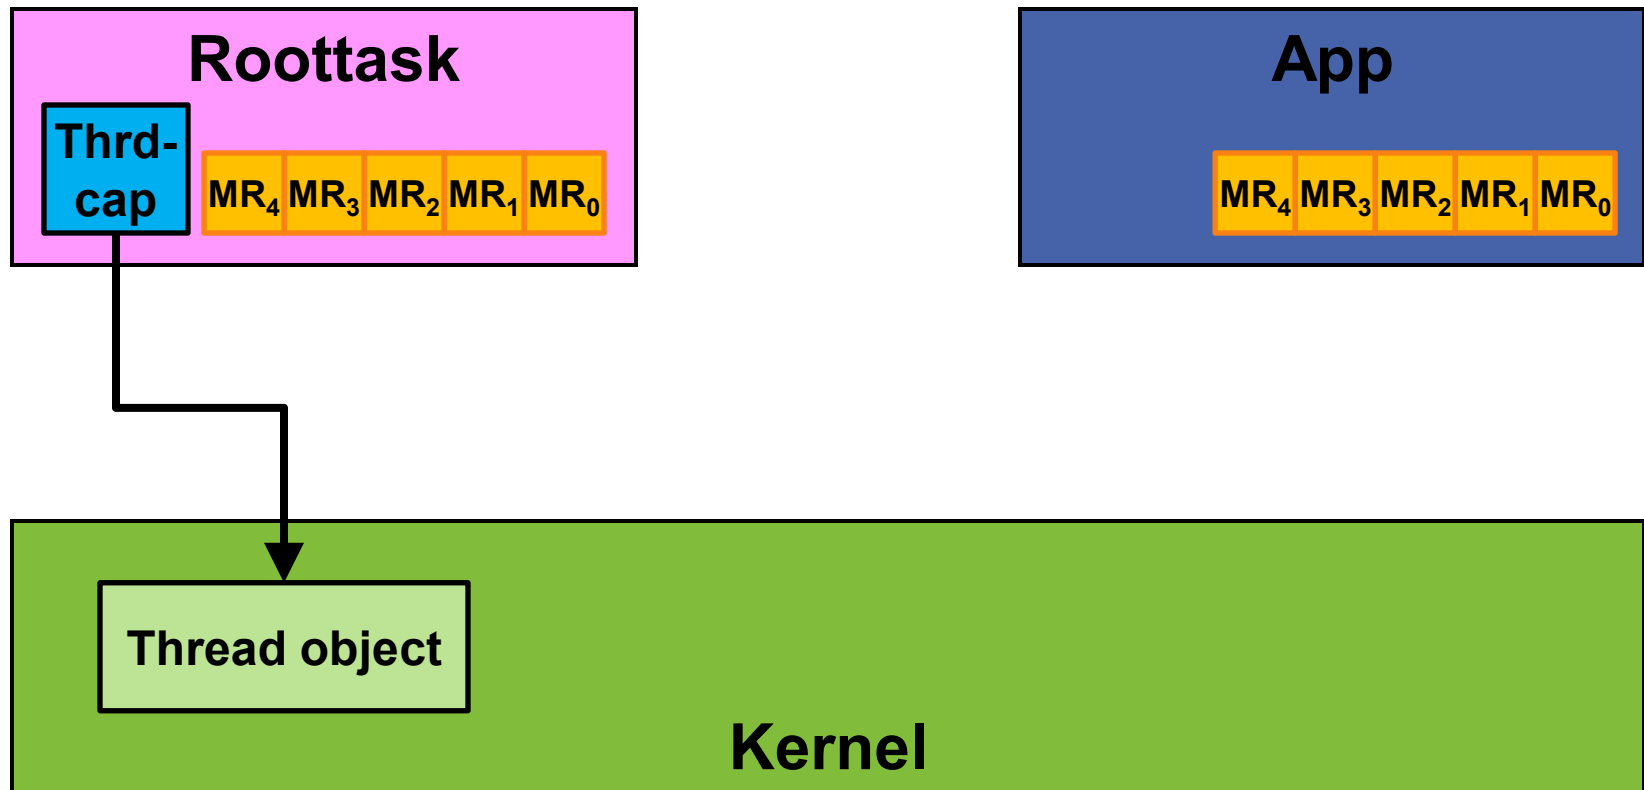 Roottask
Thrd-
cap
MR₄ MR₃ MR₂ MR₁ MR₀
App
MR₄ MR₃ MR₂ MR₁ MR₀
Thread object
Kernel